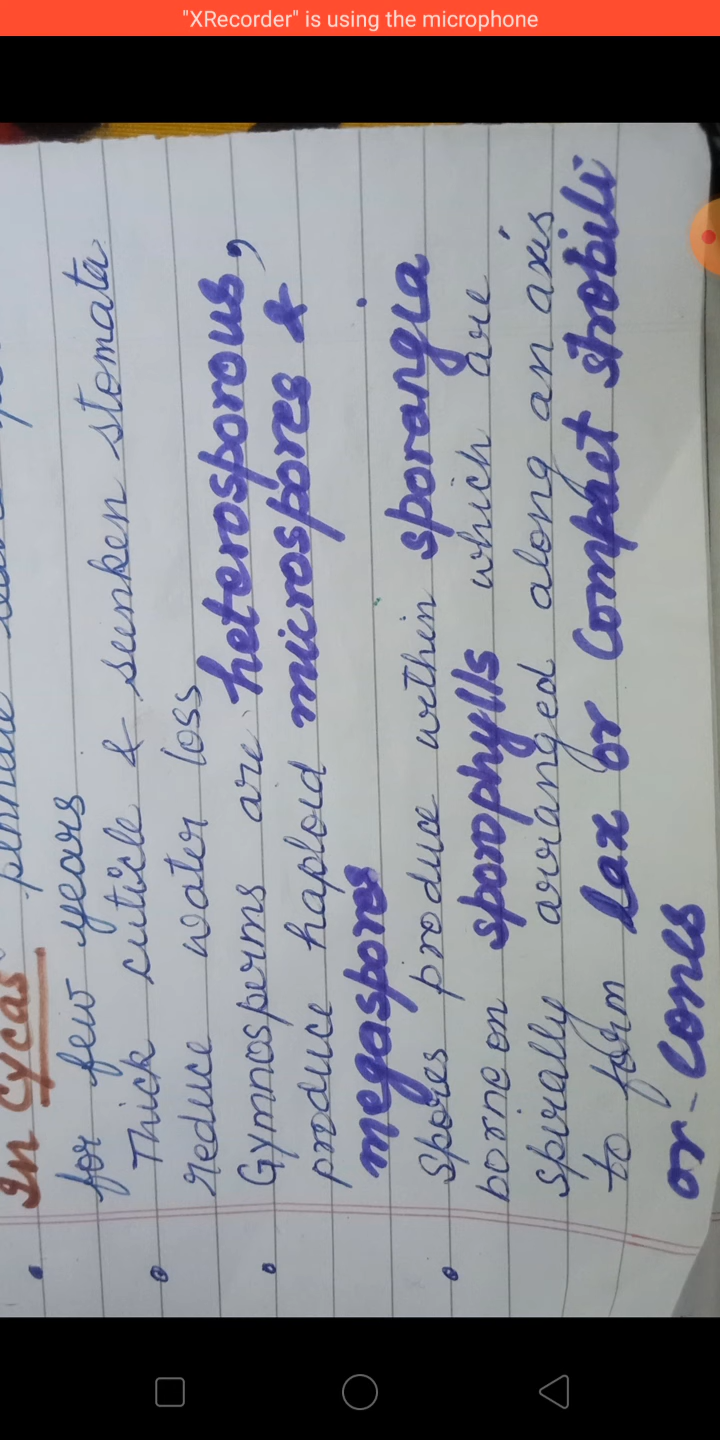 "XRecorder" is using the microphone
In Cycas pinnate
for few years
Thick cuticle & sunken stomata
reduce water loss
Gymnosperms are heterosporous,
produce haploid microspores &
megaspores
Spores produce within sporangia
borne on sporophylls which are
spirally arranged along an axis
to form lax or Compact strobili
or - Cones